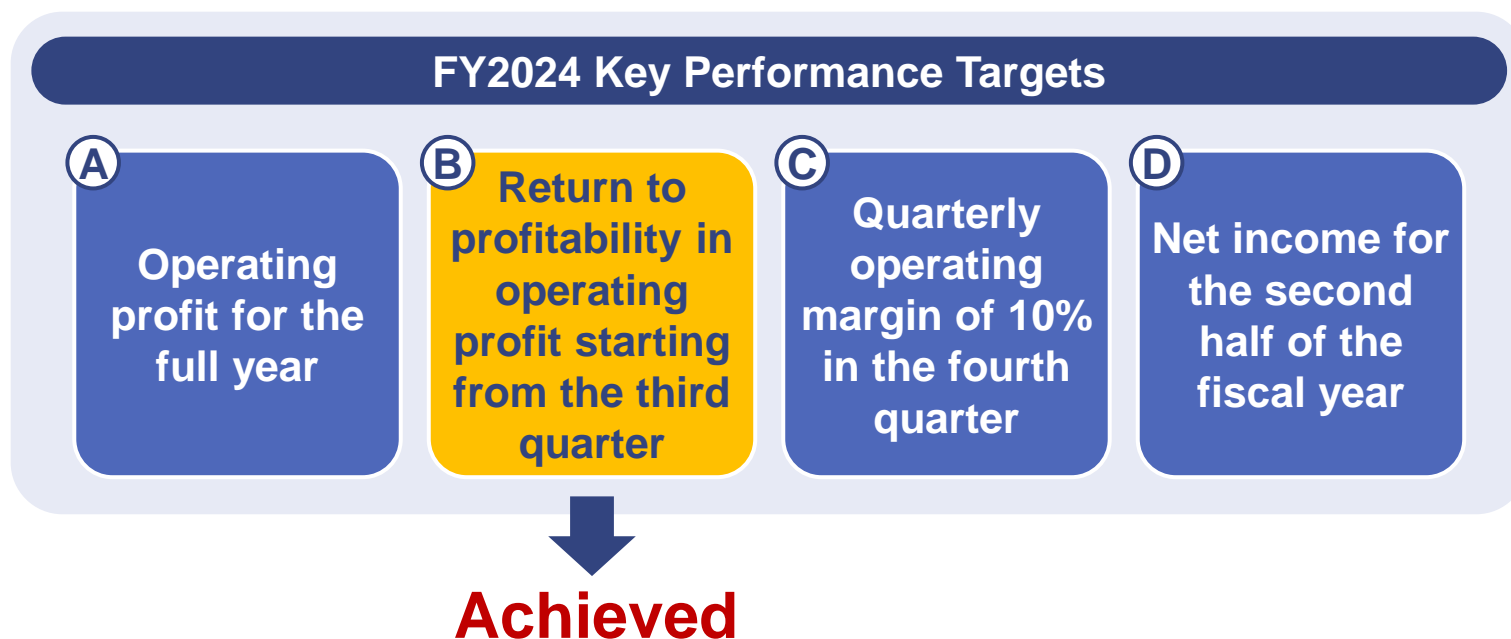 FY2024 Key Performance Targets
A
Operating
profit for the
full year
B
Return to
profitability in
operating
profit starting
from the third
quarter
C
Quarterly
operating
margin of 10%
in the fourth
quarter
D
Net income for
the second
half of the
fiscal year
Achieved